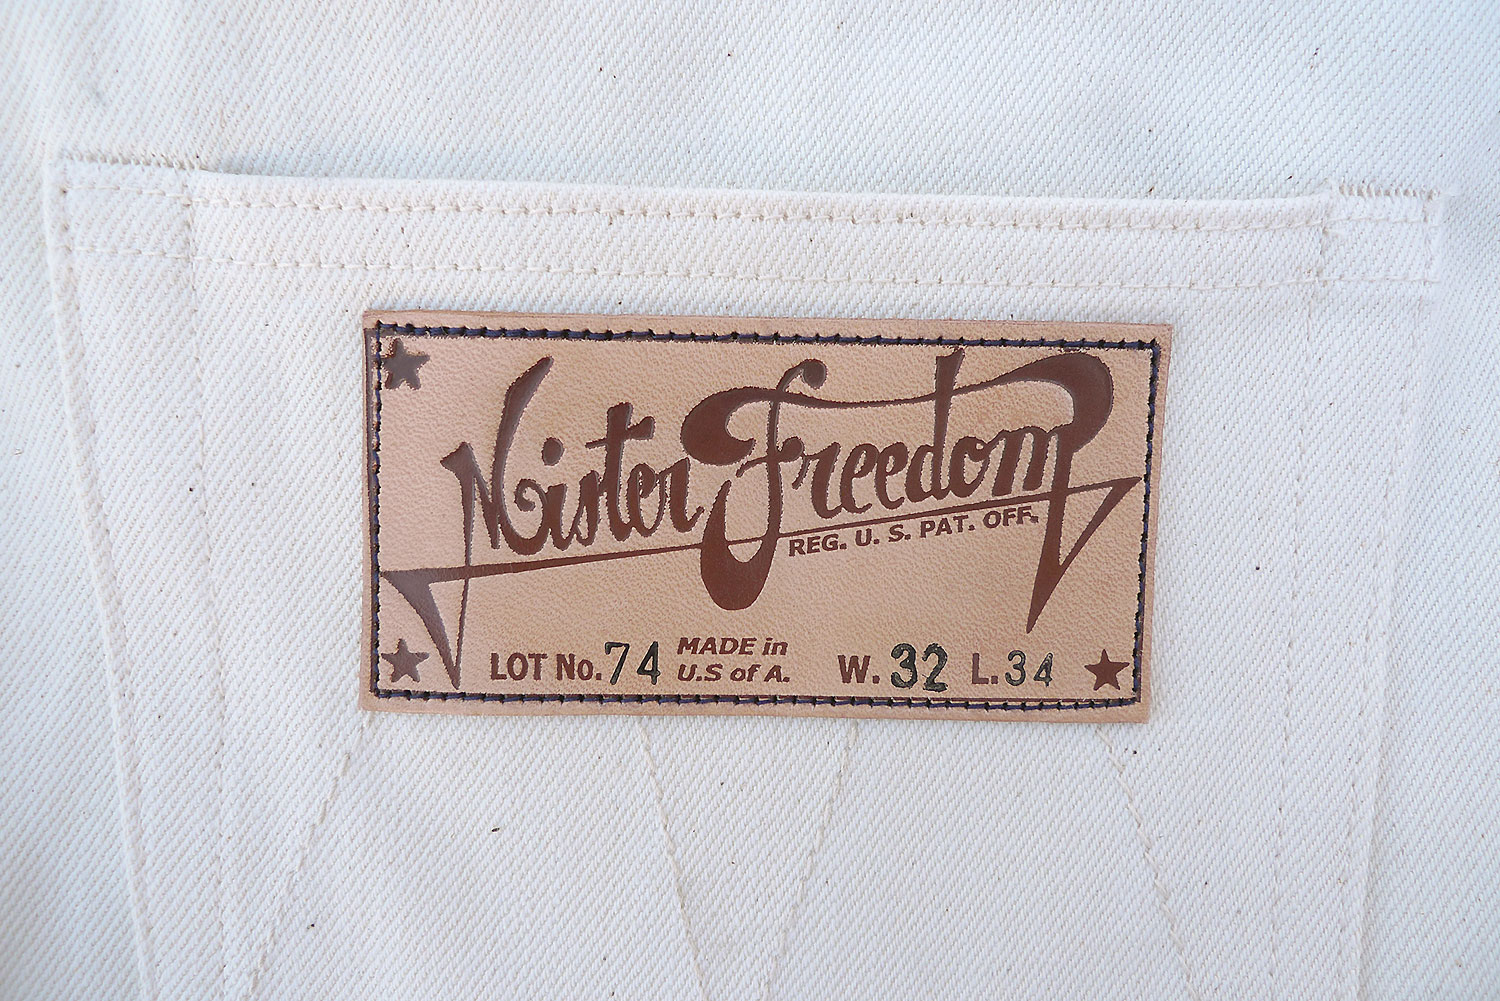 Mister Freedom
REG. U. S. PAT. OFF.
LOT No. 74 MADE in U.S of A. W. 32 L. 34